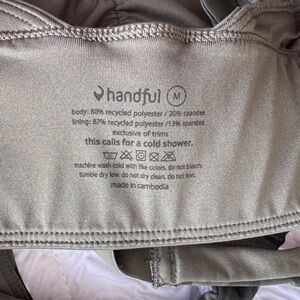 handful M
body: 80% recycled polyester / 20% spandex
lining: 87% recycled polyester / 13% spandex
exclusive of trims
this calls for a cold shower.
machine wash cold with like colors. do not bleach.
tumble dry low. do not dry clean. do not iron.
made in cambodia